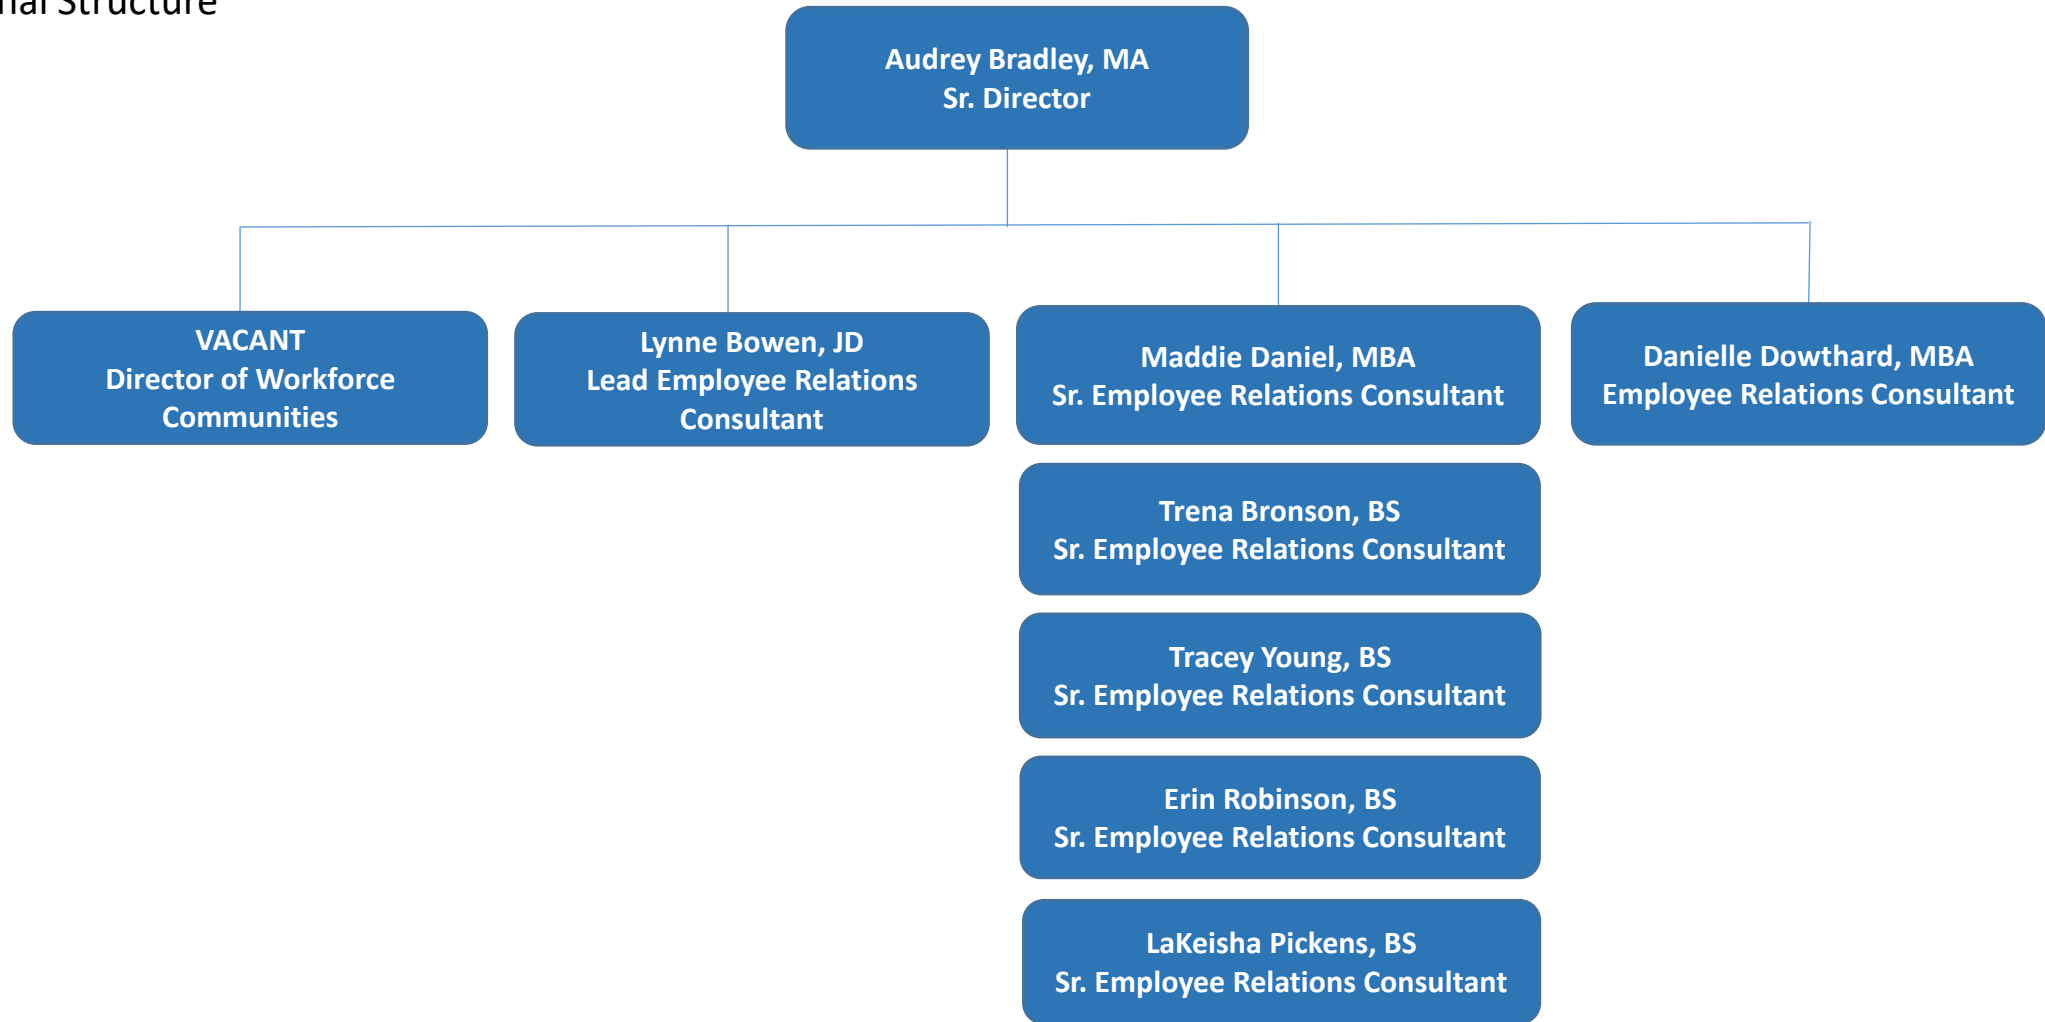 Structure
Audrey Bradley, MA
Sr. Director
VACANT
Director of Workforce
Communities
Lynne Bowen, JD
Lead Employee Relations
Consultant
Maddie Daniel, MBA
Sr. Employee Relations Consultant
Danielle Dowthard, MBA
Employee Relations Consultant
Trena Bronson, BS
Sr. Employee Relations Consultant
Tracey Young, BS
Sr. Employee Relations Consultant
Erin Robinson, BS
Sr. Employee Relations Consultant
LaKeisha Pickens, BS
Sr. Employee Relations Consultant